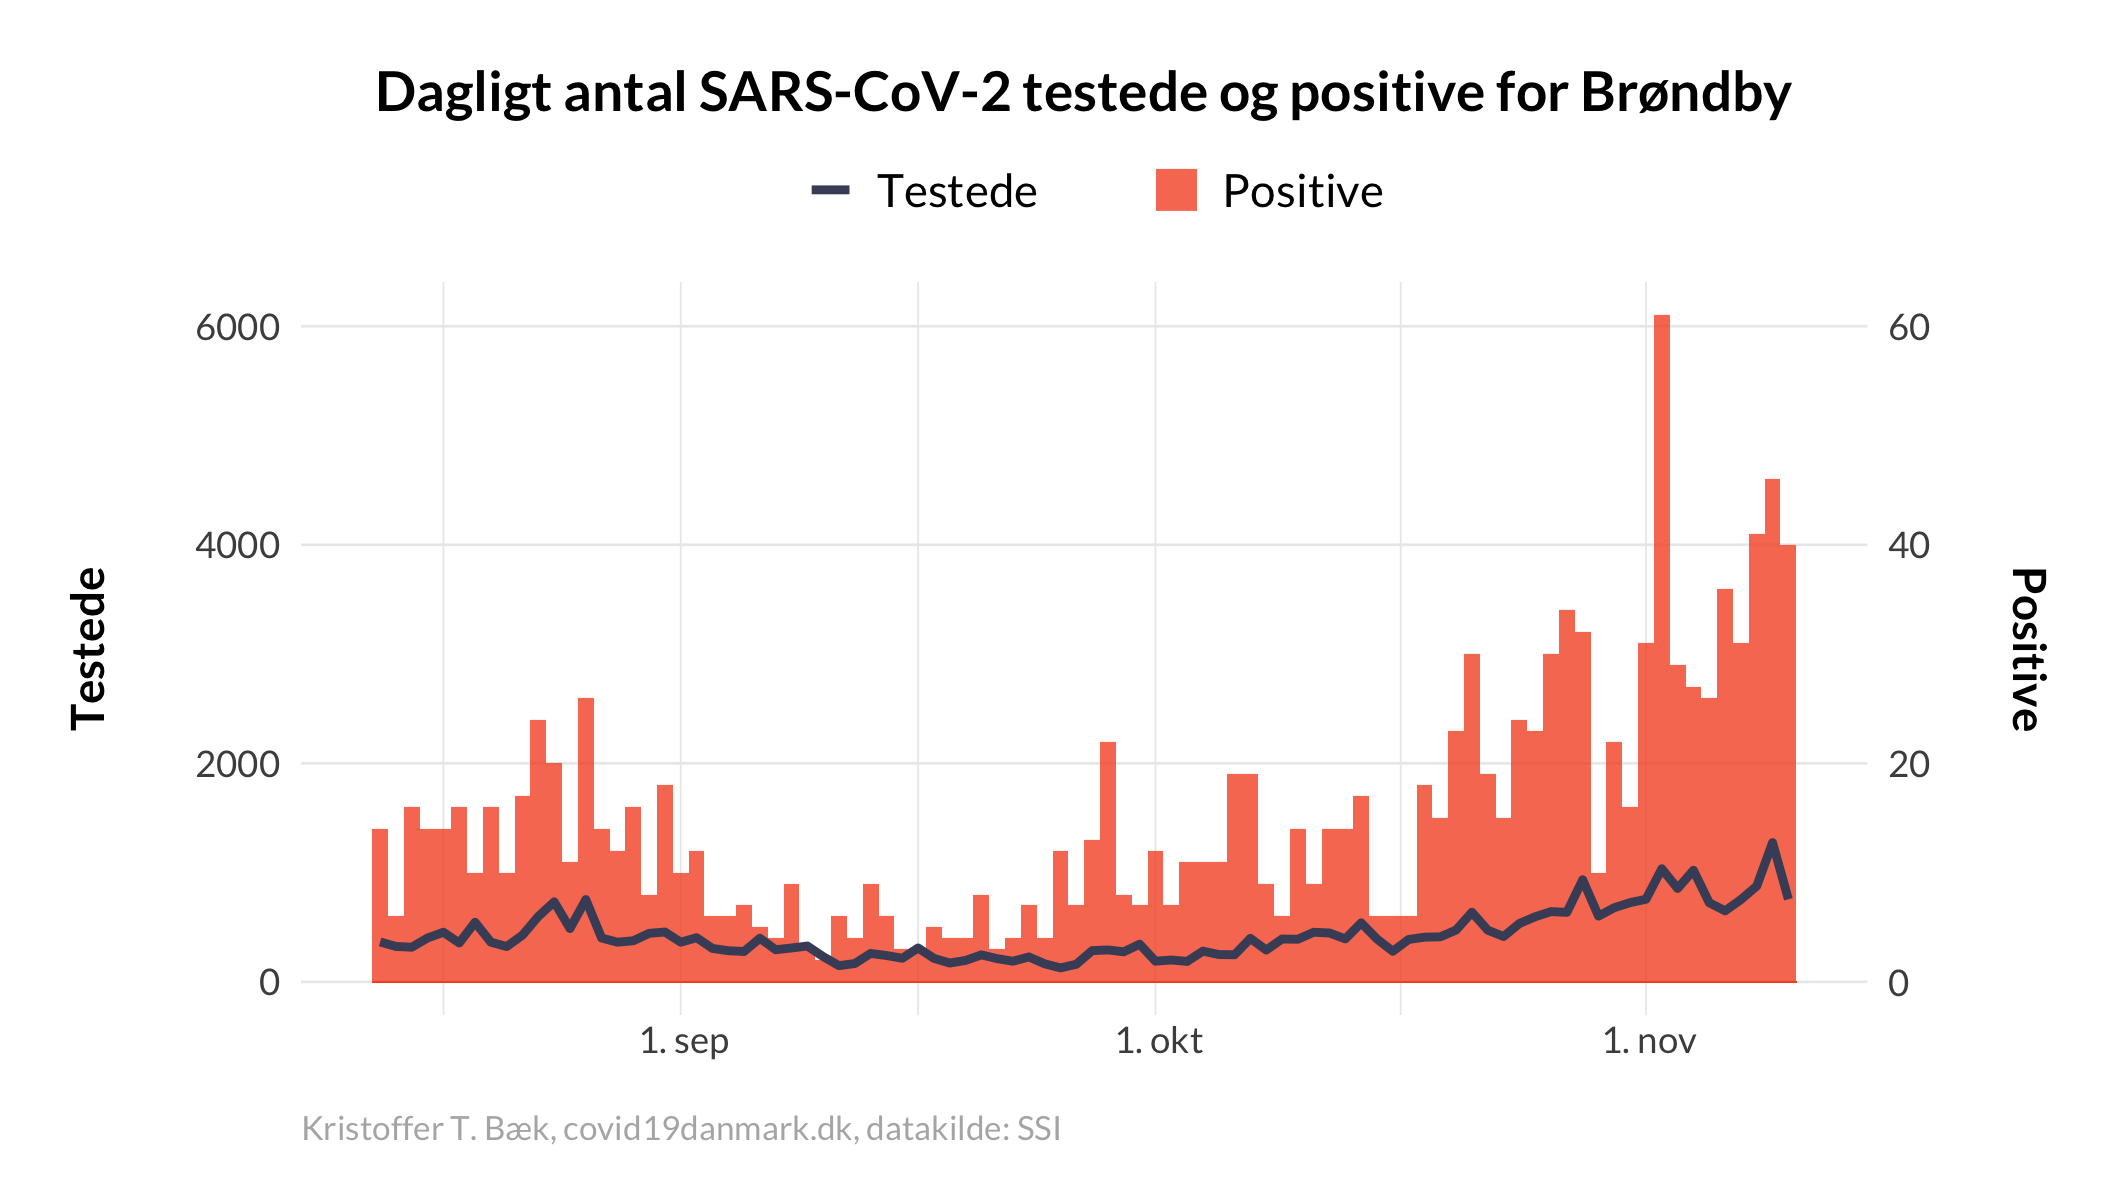 Dagligt antal SARS-CoV-2 testede og positive for Brøndby
Testede
Positive
6000
4000
2000
0
Testede
60
40
20
0
Positive
1. sep
1. okt
1. nov
Kristoffer T. Bæk, covid19danmark.dk, datakilde: SSI